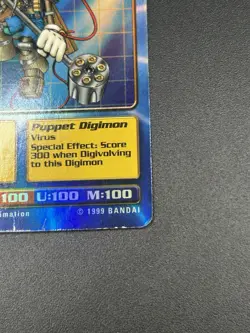 Puppet Digimon
Virus
Special Effect: Score
300 when Digivolving
to this Digimon
100 U:100 M:100
© 1999 BANDAI